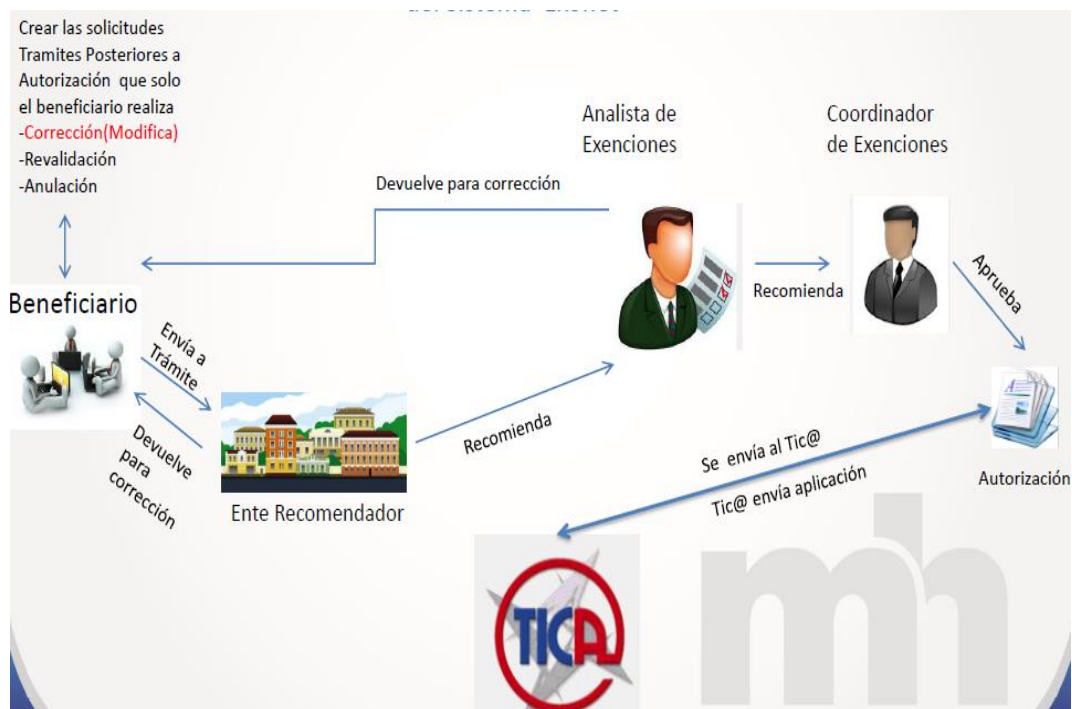 Crear las solicitudes
Tramites Posteriores a
Autorización que solo
el beneficiario realiza
-Corrección(Modifica)
-Revalidación
-Anulación
Analista de
Exenciones
Coordinador
de Exenciones
Devuelve para corrección
Recomienda
Aprueba
Beneficiario
Envía a
Trámite
Devuelve
para
corrección
Recomienda
Ente Recomendador
Se envía al Tic@
Tic@ envía aplicación
Autorización
TICA
mh